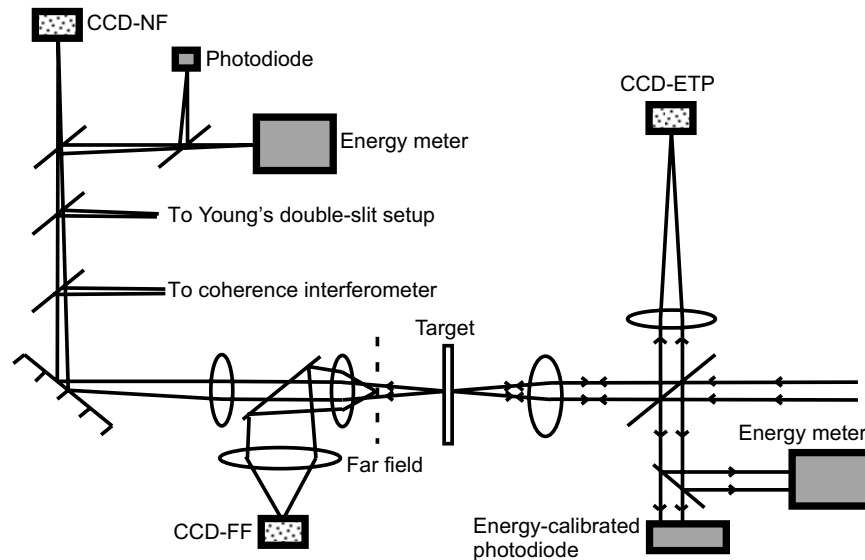 CCD-NF
Photodiode
CCD-ETP
Energy meter
To Young's double-slit setup
To coherence interferometer
Target
Far field
Energy meter
CCD-FF
Energy-calibrated
photodiode